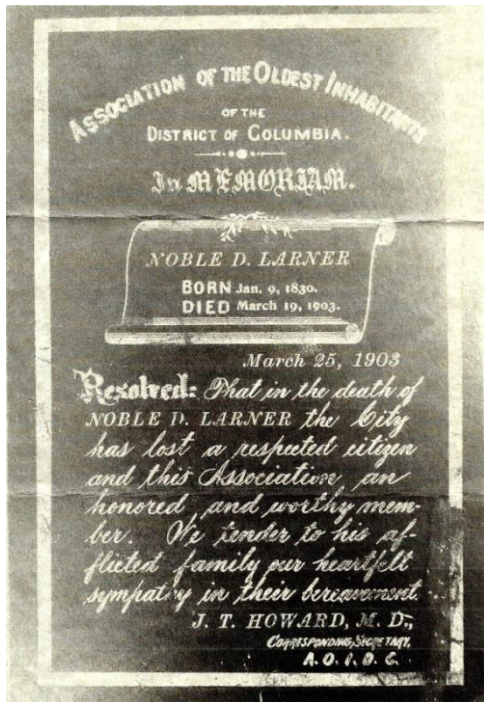 ASSOCIATION OF THE OLDEST INHABITANTS
OF THE
DISTRICT OF COLUMBIA.
In MEMORIAM.
NOBLE D. LARNER
BORN Jan. 9, 1830.
DIED March 19, 1903.
March 25, 1903
Resolved: That in the death of
NOBLE D. LARNER the City
has lost a respected citizen
and this Association, an
honored, and worthy mem-
ber. We tender to his af-
flicted family our heartfelt
sympathy in their bereavement.
J. T. HOWARD, M. D.,
CORRESPONDING SECRETARY,
A. O. I. D. C.